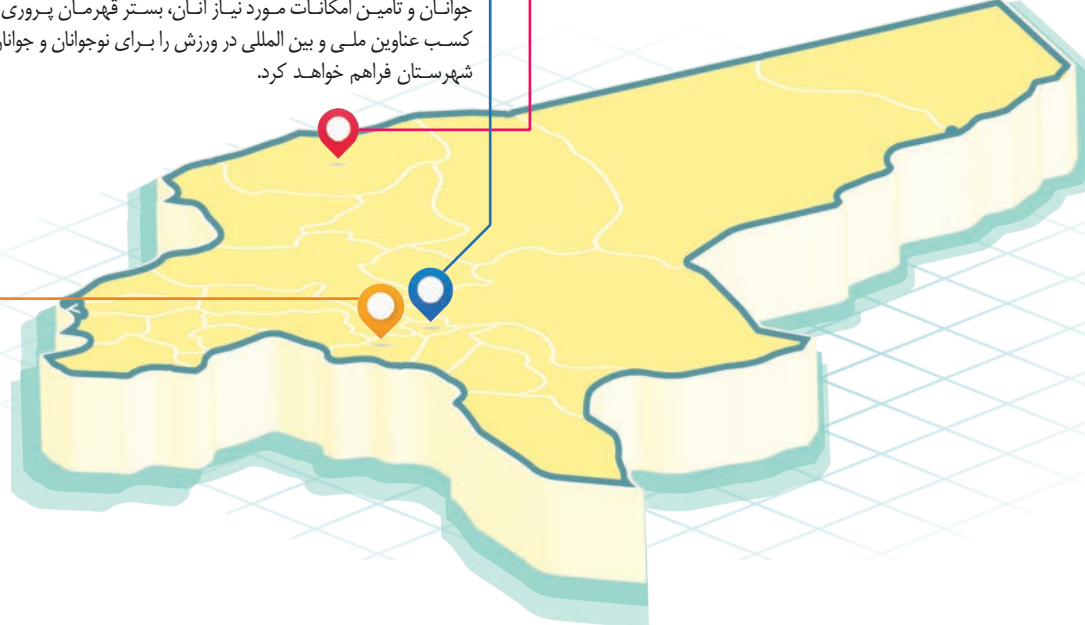 جوانان و تامین امکانات مورد نیاز آنان، بستر قهرمان پروری
کسب عناوین ملی و بین المللی در ورزش را برای نوجوانان و جوانان
شهرستان فراهم خواهد کرد.